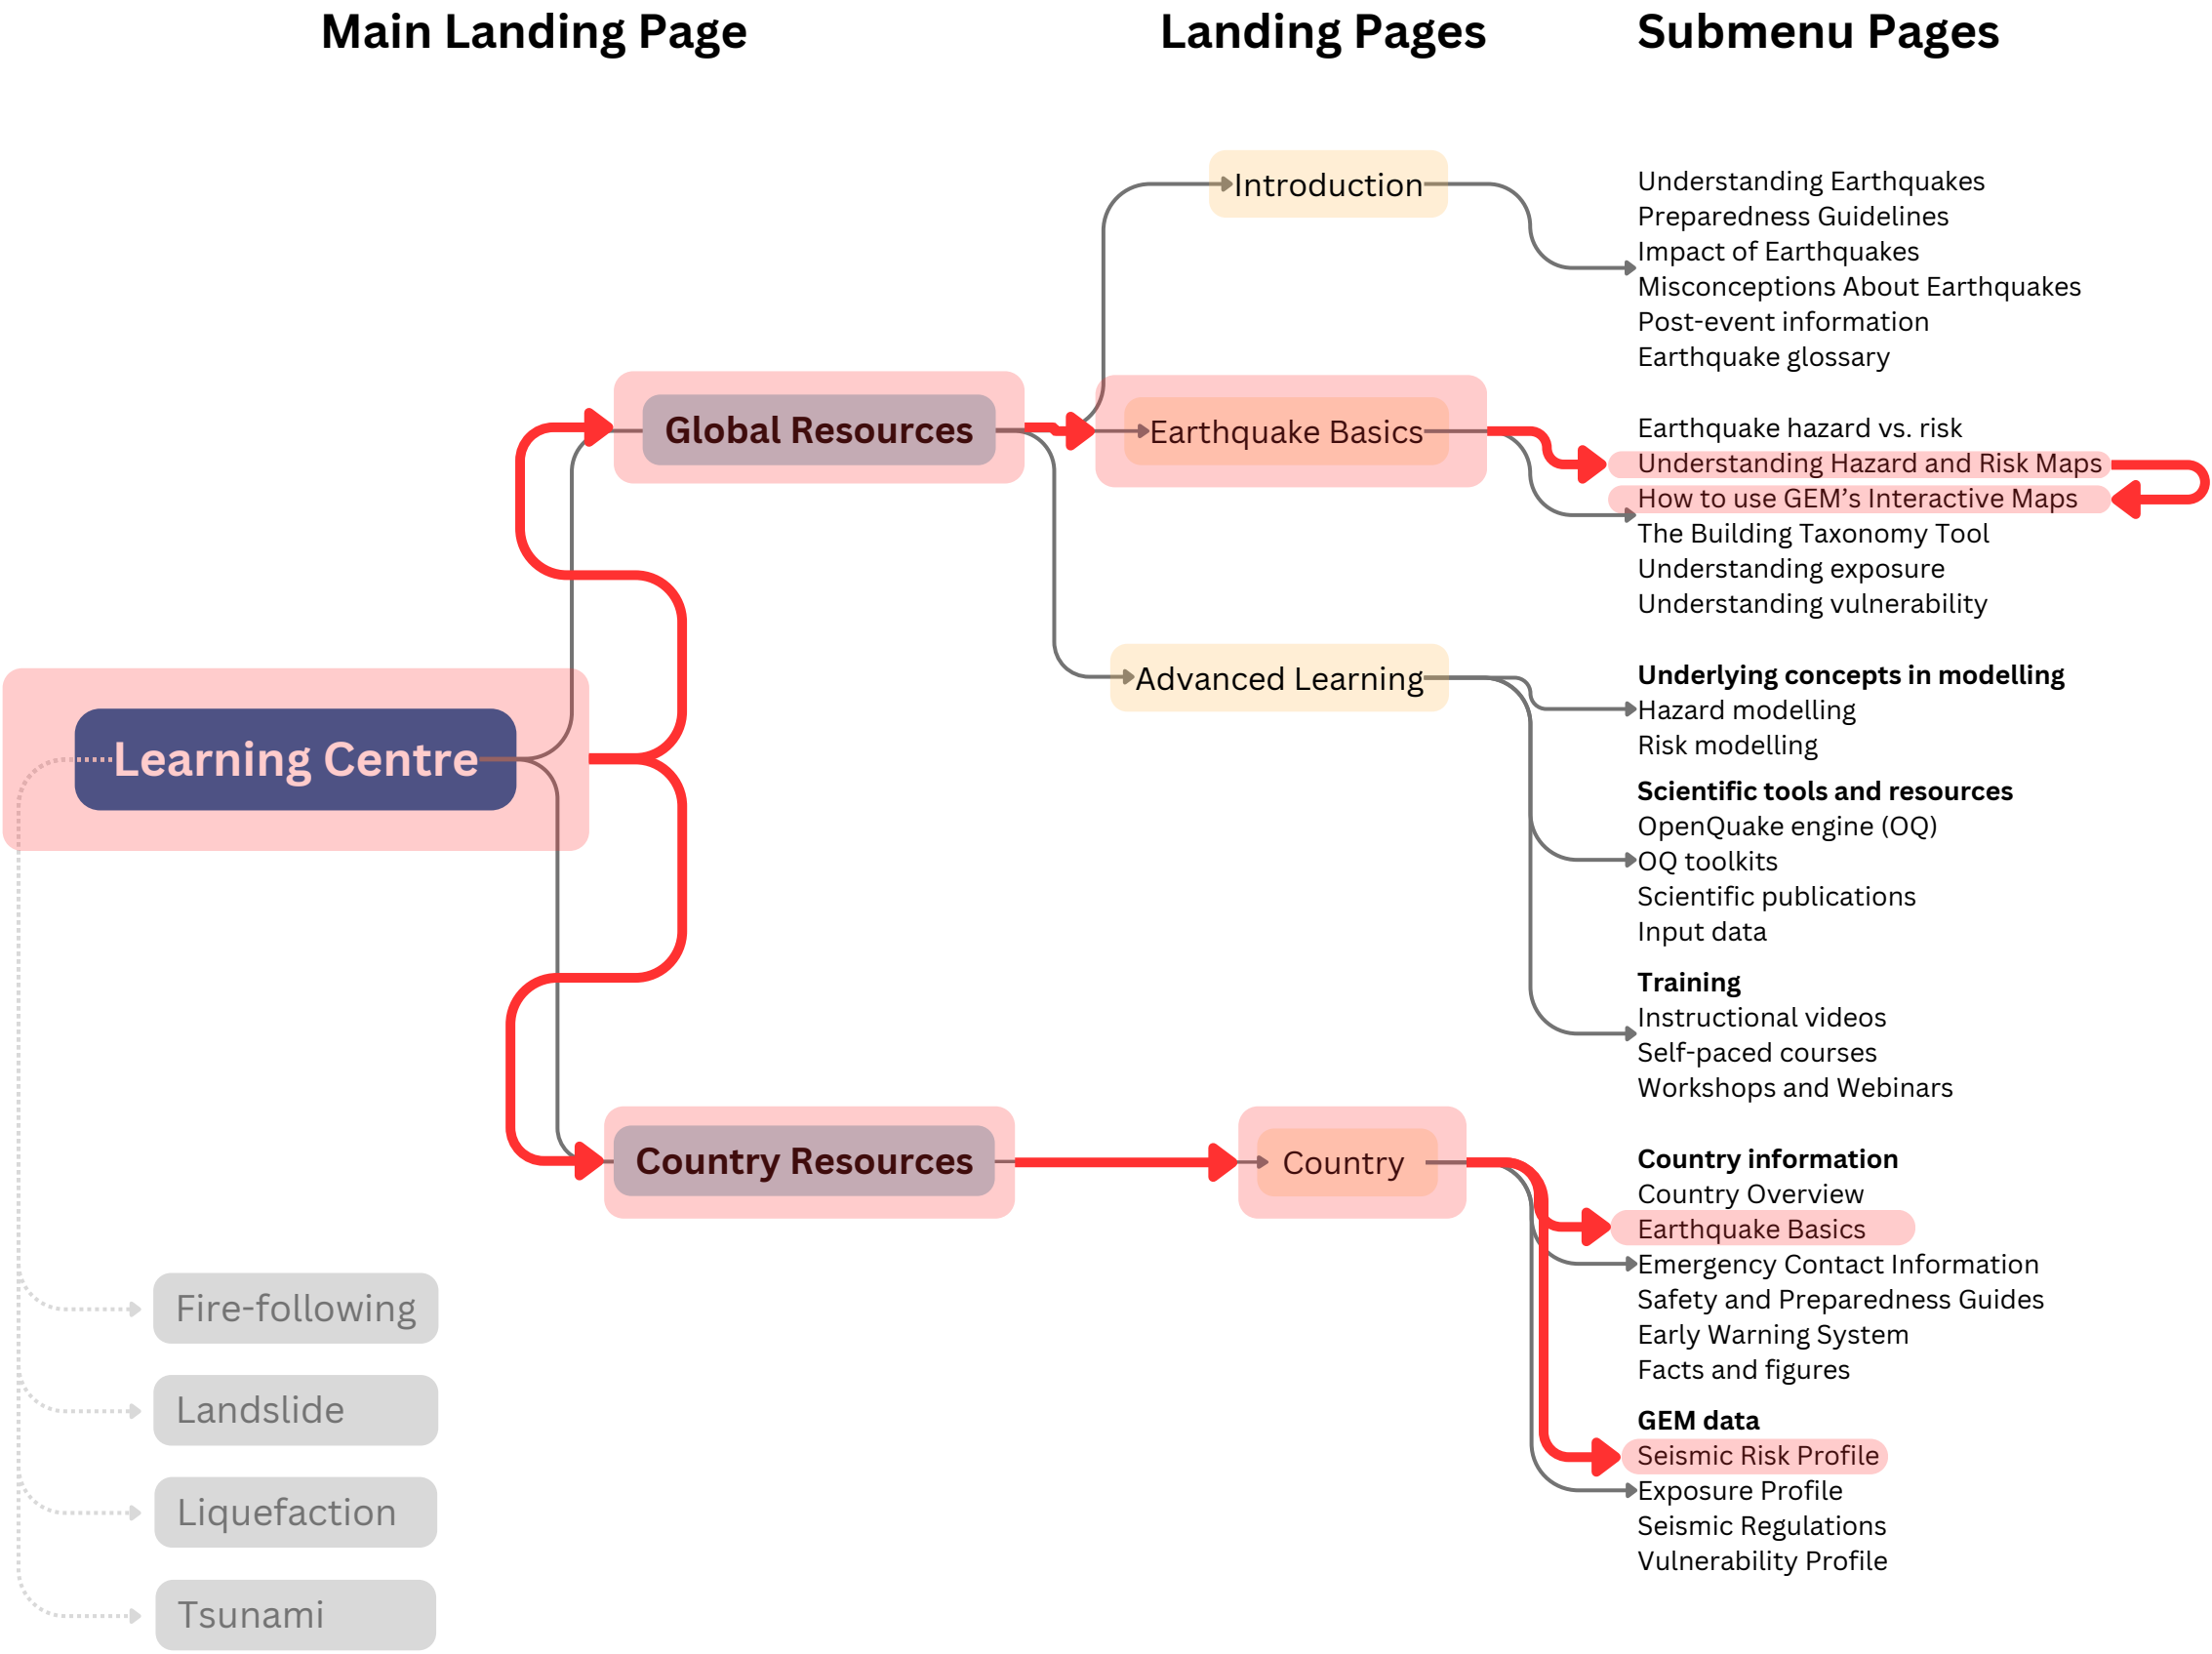 Main Landing Page
Landing Pages
Submenu Pages
Learning Centre
Global Resources
Introduction
Understanding Earthquakes
Preparedness Guidelines
Impact of Earthquakes
Misconceptions About Earthquakes
Post-event information
Earthquake glossary
Earthquake Basics
Earthquake hazard vs. risk
Understanding Hazard and Risk Maps
How to use GEM’s Interactive Maps
The Building Taxonomy Tool
Understanding exposure
Understanding vulnerability
Advanced Learning
Underlying concepts in modelling
Hazard modelling
Risk modelling
Scientific tools and resources
OpenQuake engine (OQ)
OQ toolkits
Scientific publications
Input data
Training
Instructional videos
Self-paced courses
Workshops and Webinars
Country Resources
Country
Country information
Country Overview
Earthquake Basics
Emergency Contact Information
Safety and Preparedness Guides
Early Warning System
Facts and figures
GEM data
Seismic Risk Profile
Exposure Profile
Seismic Regulations
Vulnerability Profile
Fire-following
Landslide
Liquefaction
Tsunami